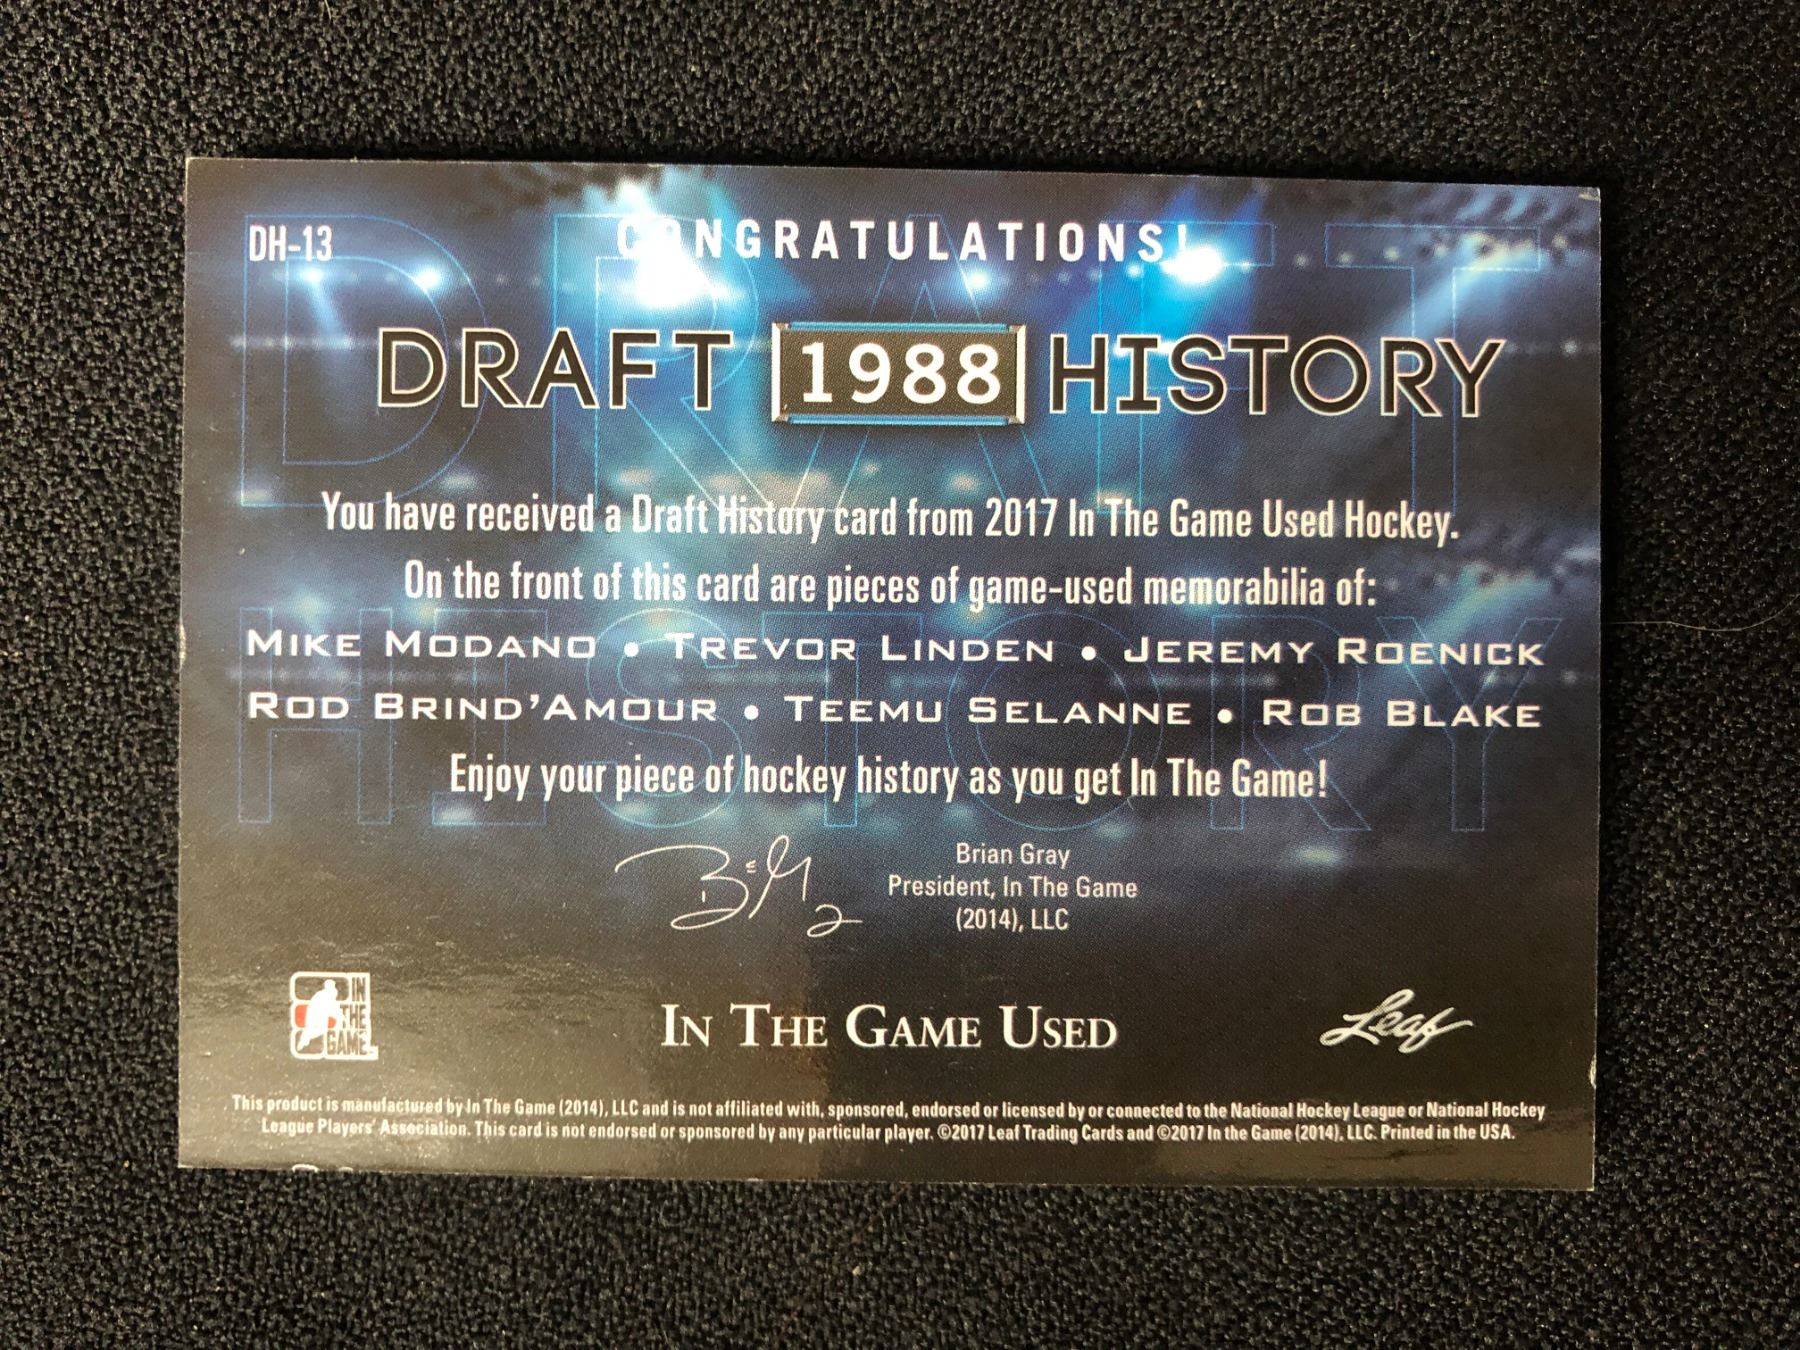 DH-13
CONGRATULATIONS!
DRAFT 1988 HISTORY
You have received a Draft History card from 2017 In The Game Used Hockey.
On the front of this card are pieces of game-used memorabilia of:
MIKE MODANO • TREVOR LINDEN • JEREMY ROENICK
ROD BRIND'AMOUR • TEEMU SELANNE • ROB BLAKE
Enjoy your piece of hockey history as you get In The Game!
Brian Gray
President, In The Game
(2014), LLC
IN THE GAME
IN THE GAME USED
Leaf
This product is manufactured by In The Game (2014), LLC and is not affiliated with, sponsored, endorsed or licensed by or connected to the National Hockey League or National Hockey
League Players' Association. This card is not endorsed or sponsored by any particular player. ©2017 Leaf Trading Cards and ©2017 In the Game (2014), LLC. Printed in the USA.
DRAFT
HISTORY